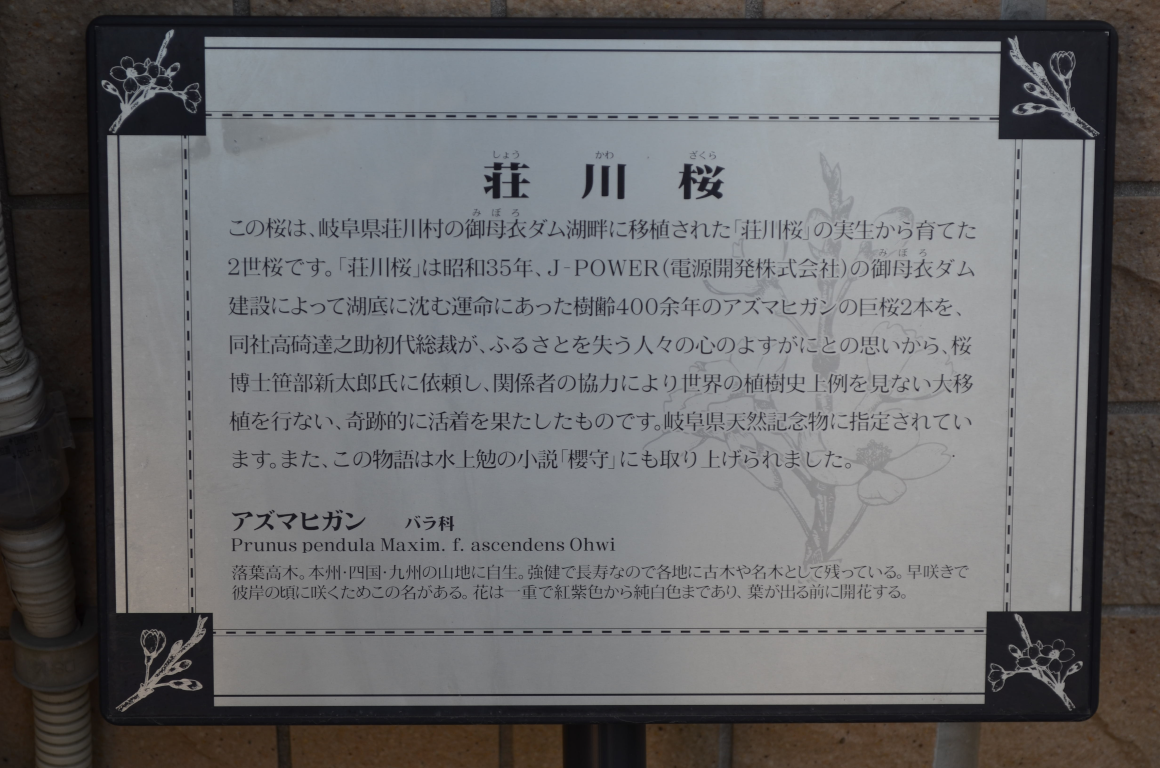 しょう かわ ざくら
荘 川 桜
みぼろ
この桜は、岐阜県荘川村の御母衣ダム湖畔に移植された「荘川桜」の実生から育てた
みぼろ
2世桜です。「荘川桜」は昭和35年、J-POWER(電源開発株式会社)の御母衣ダム
建設によって湖底に沈む運命にあった樹齢400余年のアズマヒガンの巨桜2本を、
同社高碕達之助初代総裁が、ふるさとを失う人々の心のよすがにとの思いから、桜
博士笹部新太郎氏に依頼し、関係者の協力により世界の植樹史上例を見ない大移
植を行ない、奇跡的に活着を果たしたものです。岐阜県天然記念物に指定されてい
ます。また、この物語は水上勉の小説「櫻守」にも取り上げられました。
アズマヒガン バラ科
Prunus pendula Maxim. f. ascendens Ohwi
落葉高木。本州・四国・九州の山地に自生。強健で長寿なので各地に古木や名木として残っている。早咲きで
彼岸の頃に咲くためこの名がある。花は一重で紅紫色から純白色まであり、葉が出る前に開花する。